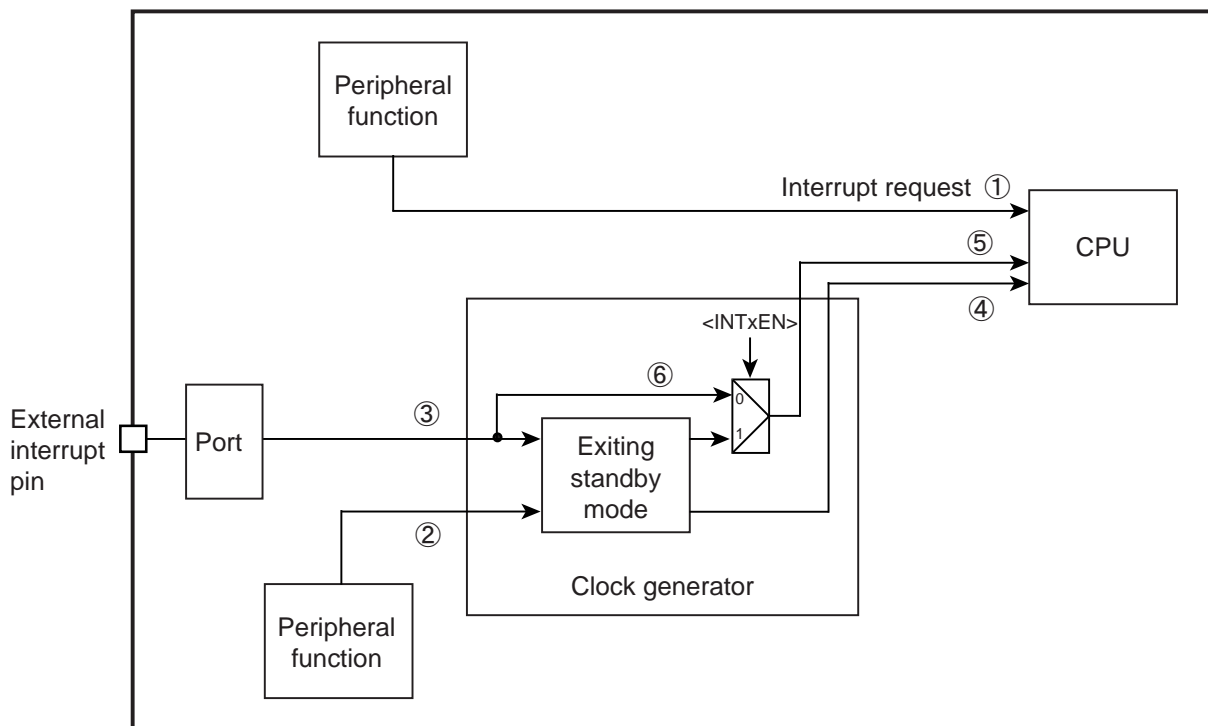 Peripheral
function
Interrupt request ①
CPU
⑤
④
<INTxEN>
⑥
0
External
interrupt
pin
Port
③
1
Exiting
standby
mode
②
Clock generator
Peripheral
function